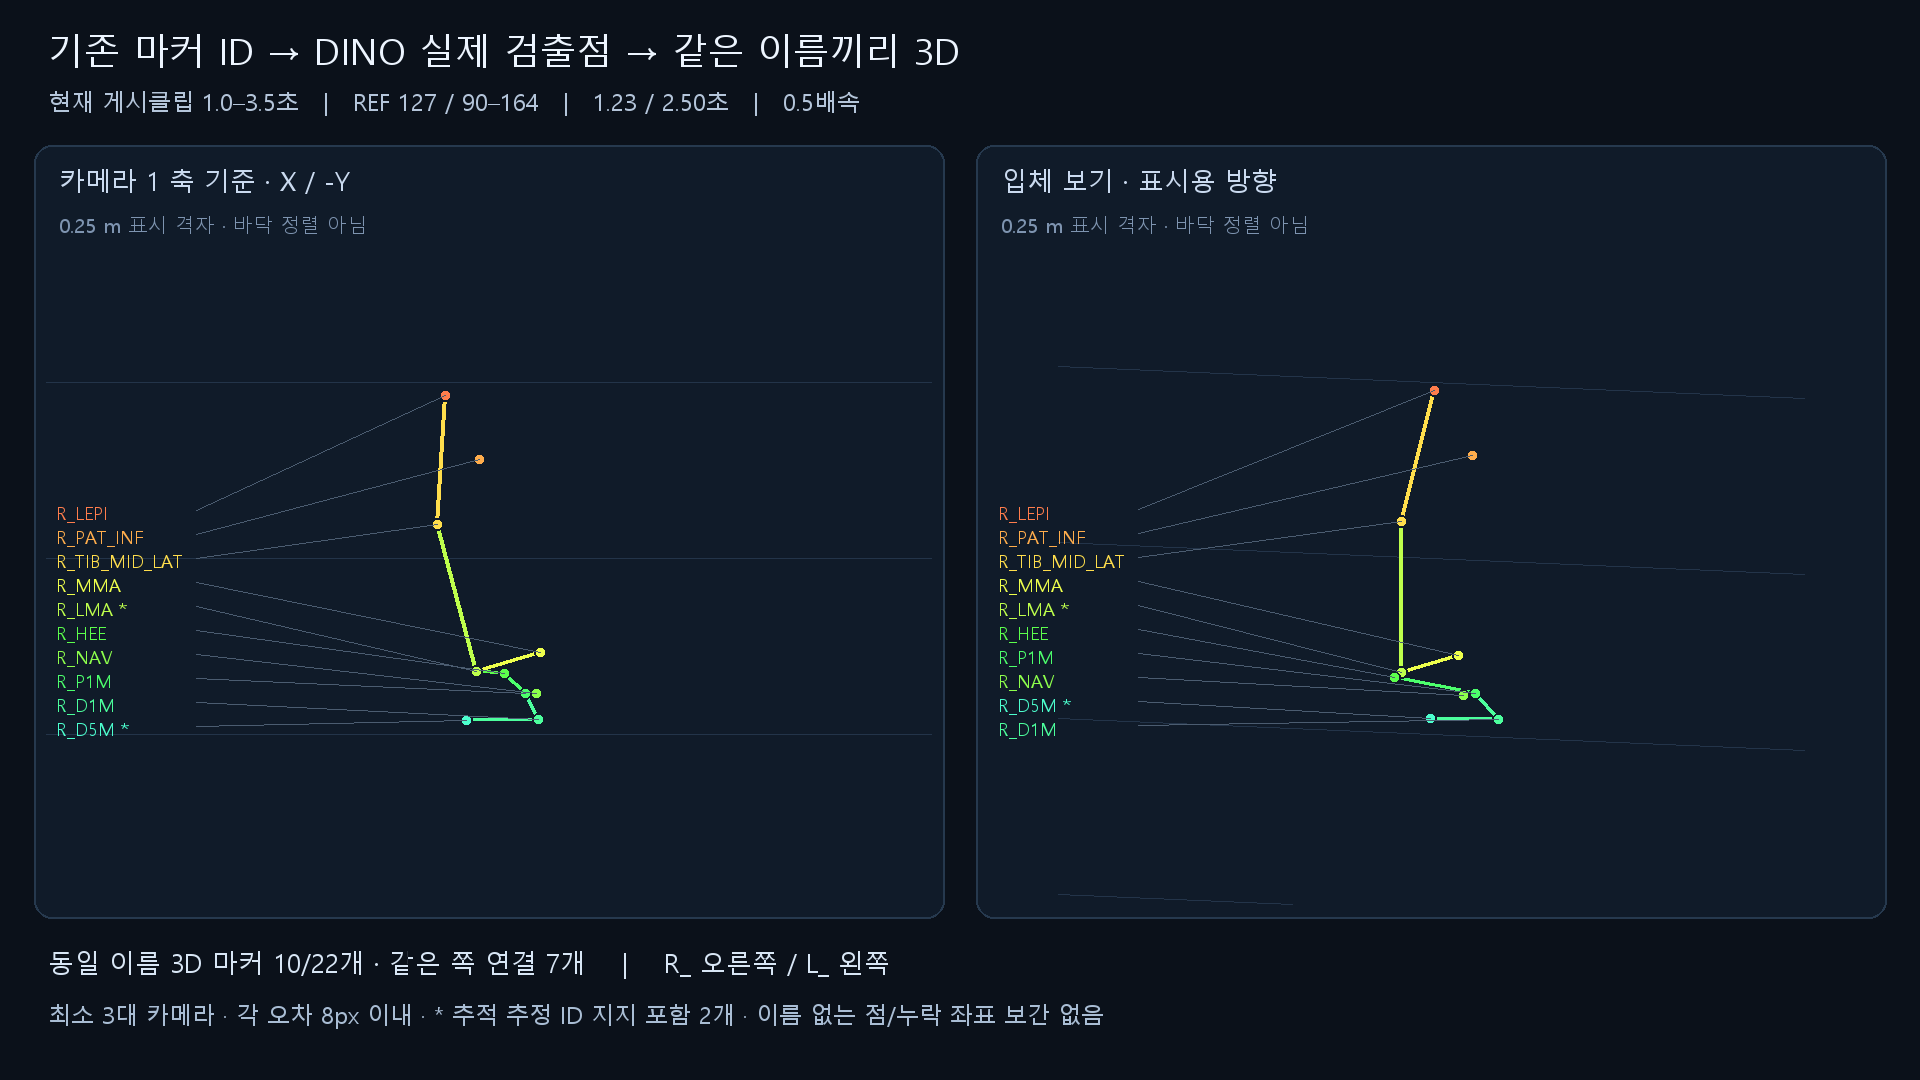 기존 마커 ID → DINO 실제 검출점 → 같은 이름끼리 3D
현재 게시클립 1.0–3.5초 | REF 127 / 90–164 | 1.23 / 2.50초 | 0.5배속
카메라 1 축 기준 · X / -Y
0.25 m 표시 격자 · 바닥 정렬 아님
R_LEPI
R_PAT_INF
R_TIB_MID_LAT
R_MMA
R_LMA *
R_HEE
R_NAV
R_P1M
R_D1M
R_D5M *
입체 보기 · 표시용 방향
0.25 m 표시 격자 · 바닥 정렬 아님
R_LEPI
R_PAT_INF
R_TIB_MID_LAT
R_MMA
R_LMA *
R_HEE
R_P1M
R_NAV
R_D5M *
R_D1M
동일 이름 3D 마커 10/22개 · 같은 쪽 연결 7개 | R_ 오른쪽 / L_ 왼쪽
최소 3대 카메라 · 각 오차 8px 이내 · * 추적 추정 ID 지지 포함 2개 · 이름 없는 점/누락 좌표 보간 없음